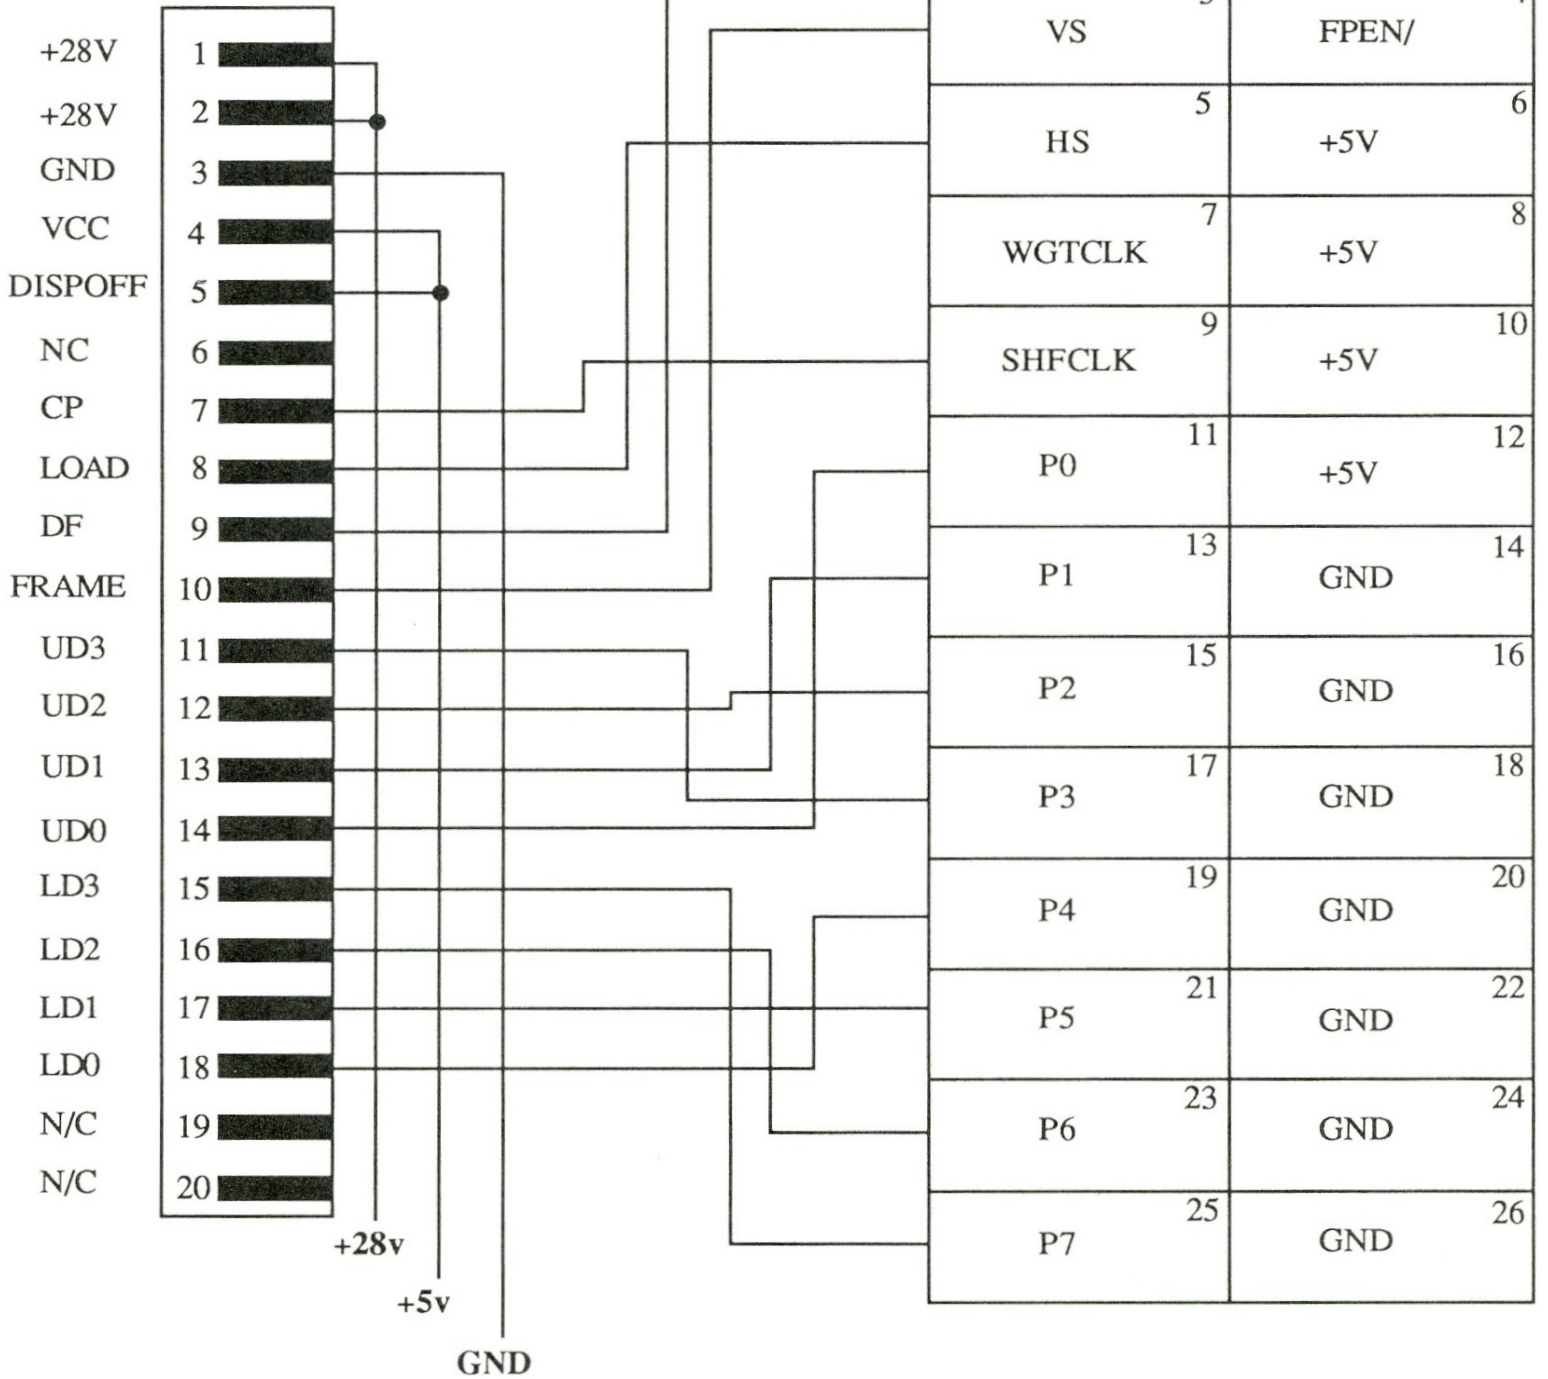 +28V 1
+28V 2
GND 3
VCC 4
DISPOFF 5
NC 6
CP 7
LOAD 8
DF 9
FRAME 10
UD3 11
UD2 12
UD1 13
UD0 14
LD3 15
LD2 16
LD1 17
LD0 18
N/C 19
N/C 20
+28v
+5v
GND
VS FPEN/
5 6
HS +5V
7 8
WGTCLK +5V
9 10
SHFCLK +5V
11 12
P0 +5V
13 14
P1 GND
15 16
P2 GND
17 18
P3 GND
19 20
P4 GND
21 22
P5 GND
23 24
P6 GND
25 26
P7 GND